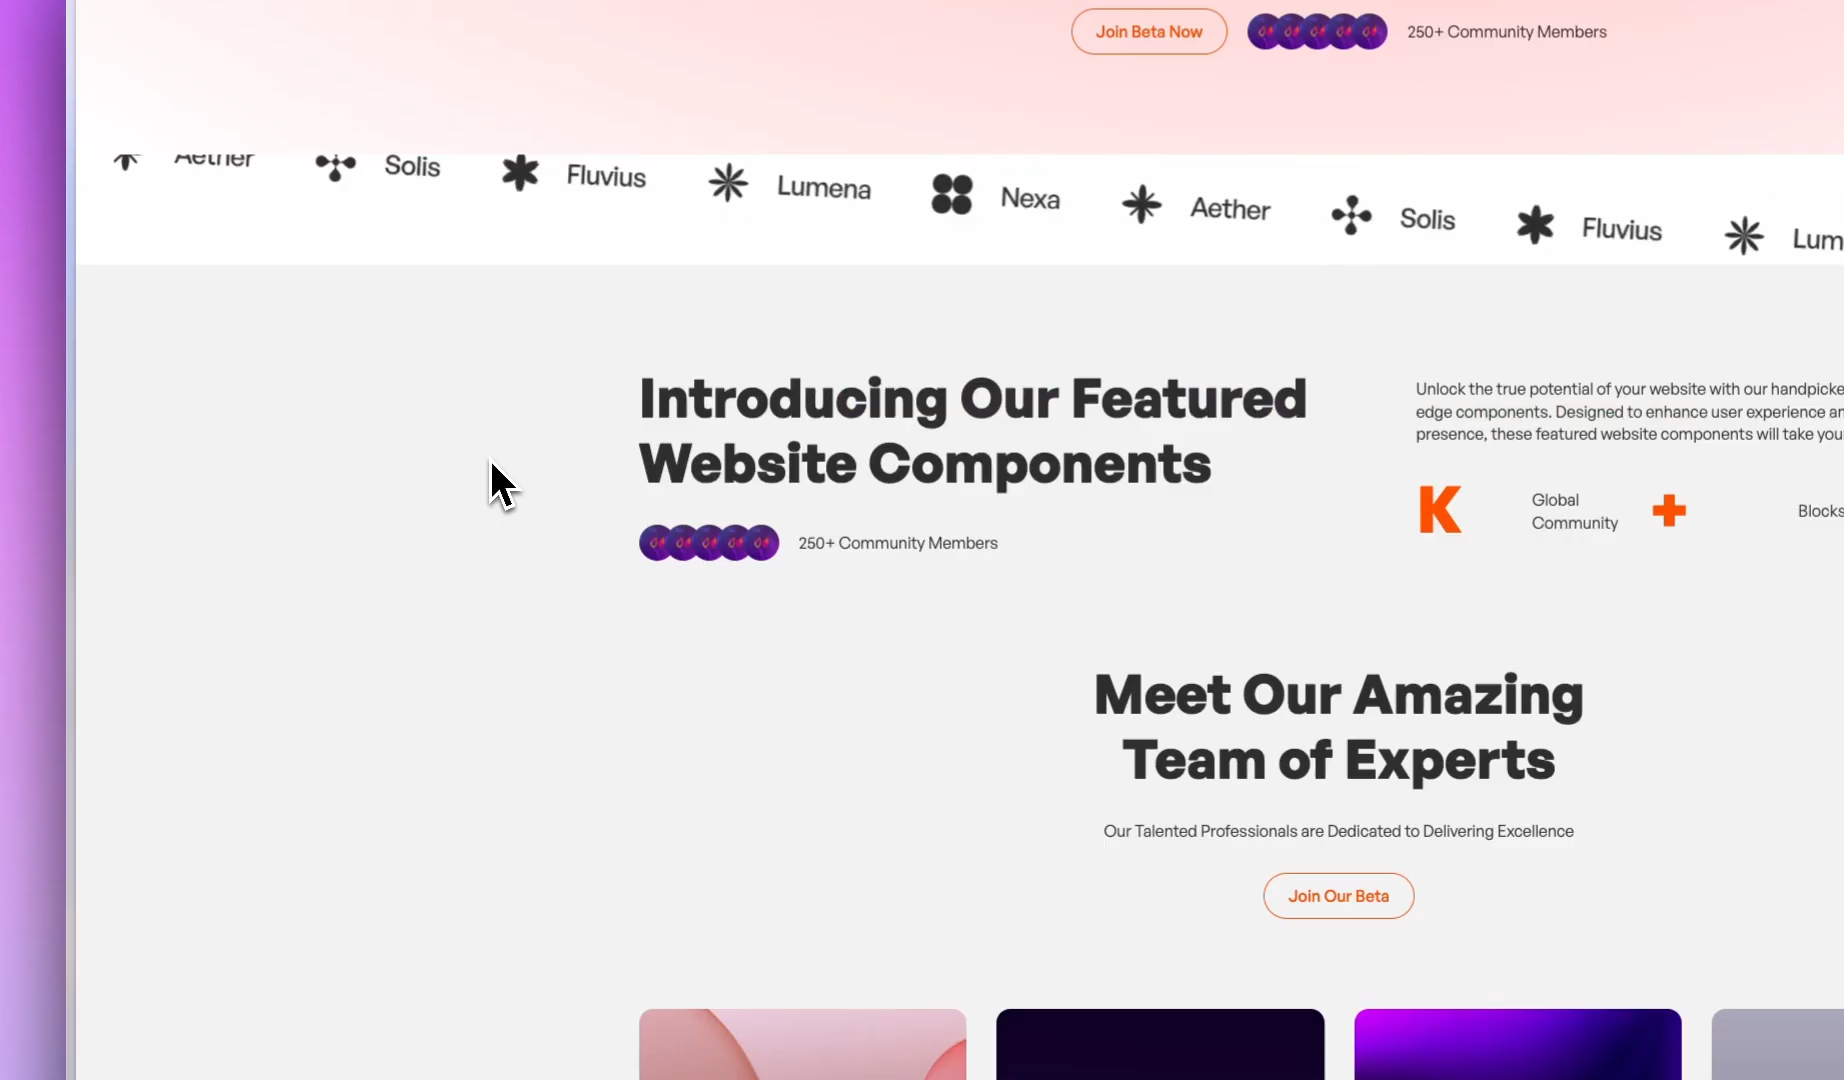 Join Beta Now
250+ Community Members
Aether Solis Fluvius Lumena Nexa Aether Solis Fluvius Lum
Introducing Our Featured
Website Components
250+ Community Members
Unlock the true potential of your website with our handpicke
edge components. Designed to enhance user experience an
presence, these featured website components will take you
K
Global
Community
+
Blocks
Meet Our Amazing
Team of Experts
Our Talented Professionals are Dedicated to Delivering Excellence
Join Our Beta